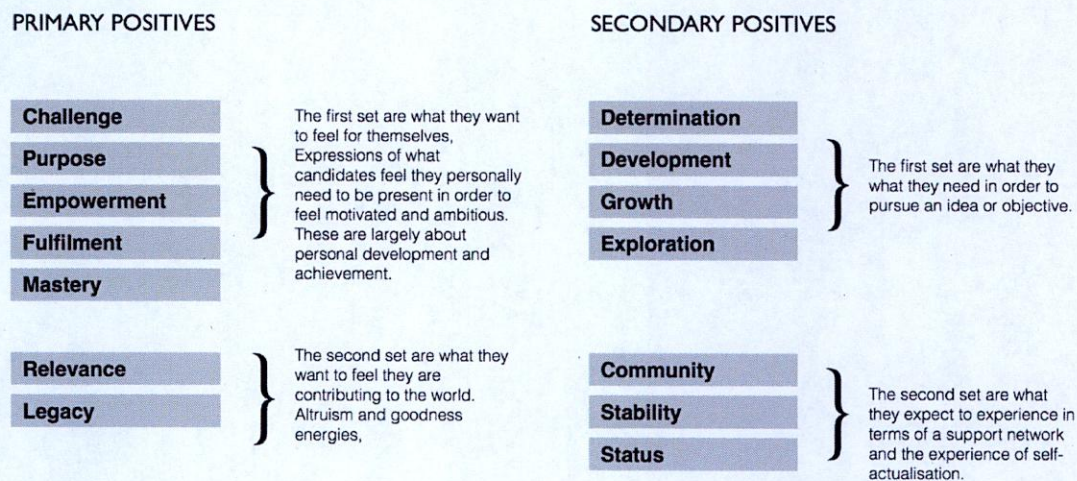 PRIMARY POSITIVES
Challenge
Purpose
Empowerment
Fulfilment
Mastery
The first set are what they want
to feel for themselves,
Expressions of what
candidates feel they personally
need to be present in order to
feel motivated and ambitious.
These are largely about
personal development and
achievement.
Relevance
Legacy
The second set are what they
want to feel they are
contributing to the world.
Altruism and goodness
energies,
SECONDARY POSITIVES
Determination
Development
Growth
Exploration
The first set are what they
what they need in order to
pursue an idea or objective.
Community
Stability
Status
The second set are what
they expect to experience in
terms of a support network
and the experience of self-
actualisation.